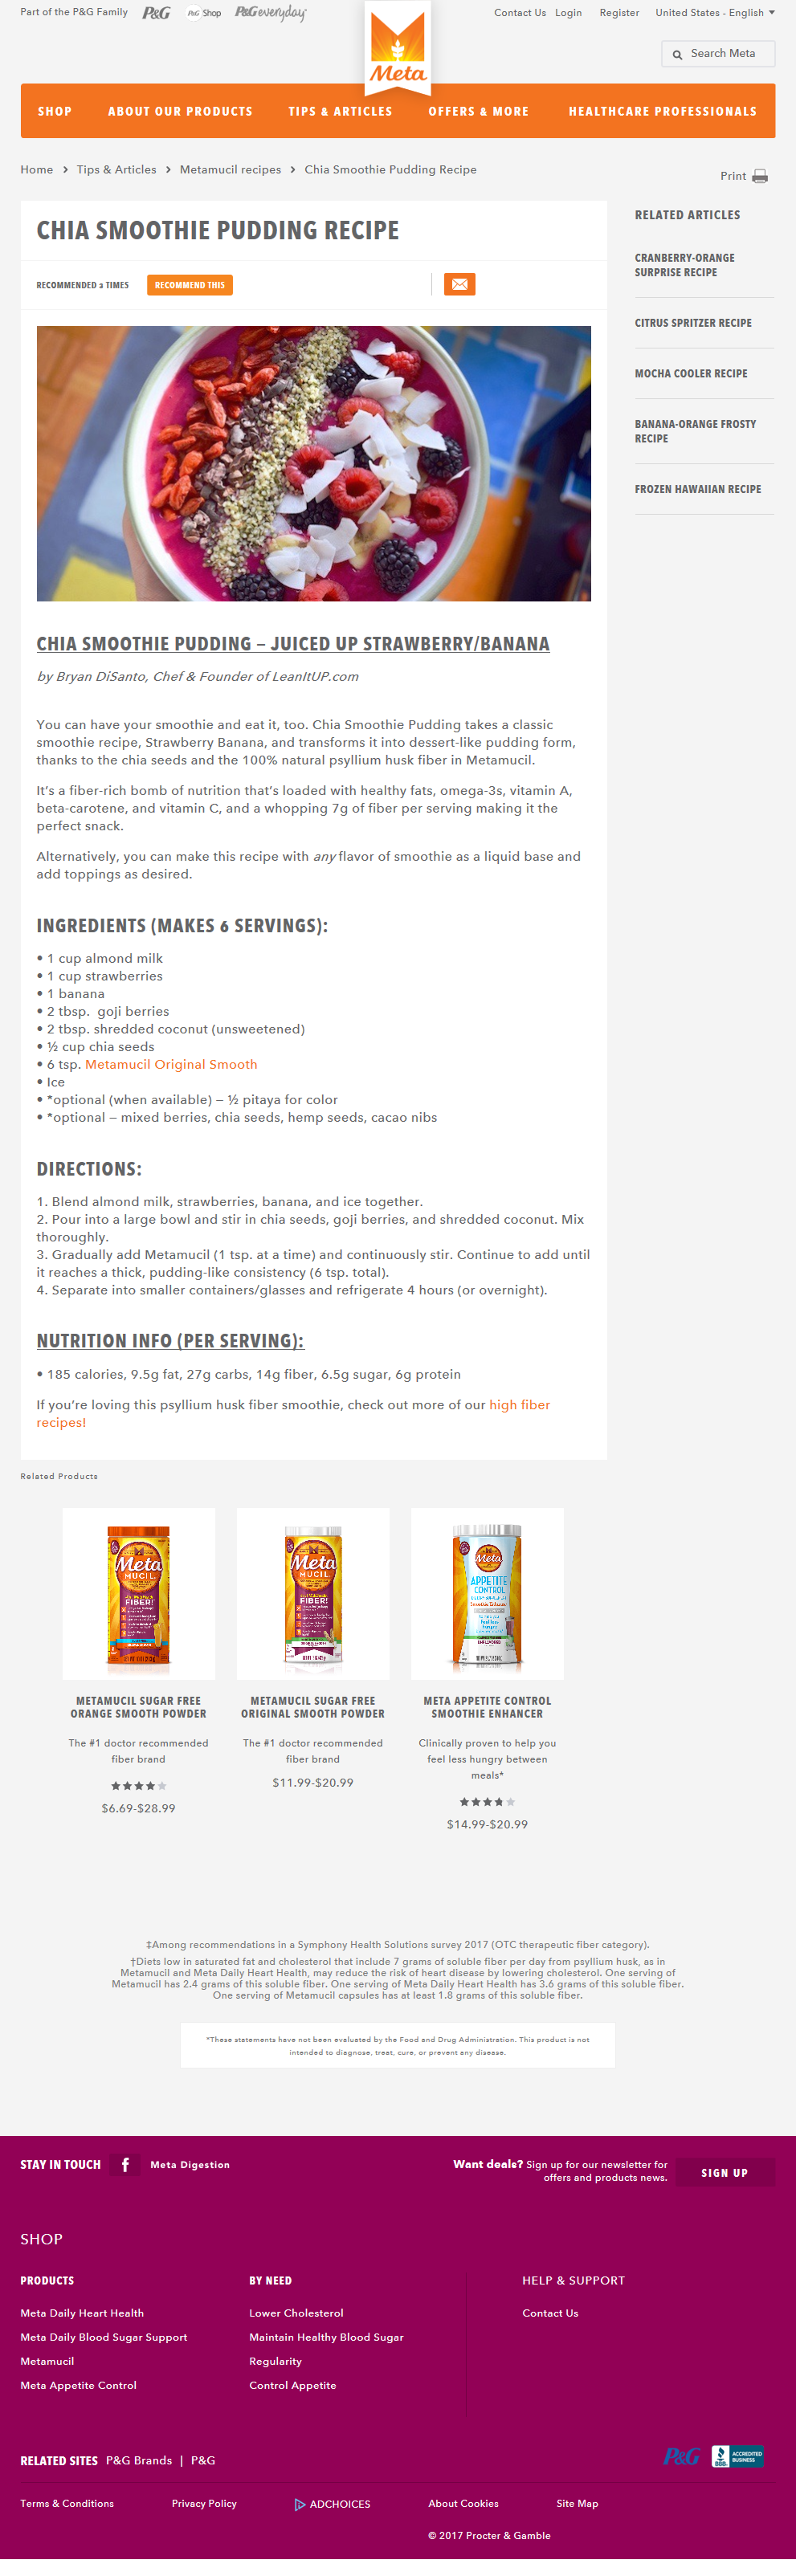 Part of the P&G Family P&G P&G Shop P&G everyday
Contact Us Login Register United States - English
Meta
Search Meta
SHOP ABOUT OUR PRODUCTS TIPS & ARTICLES OFFERS & MORE HEALTHCARE PROFESSIONALS
Home > Tips & Articles > Metamucil recipes > Chia Smoothie Pudding Recipe
Print
CHIA SMOOTHIE PUDDING RECIPE
RECOMMENDED 2 TIMES RECOMMEND THIS
RELATED ARTICLES
CRANBERRY-ORANGE
SURPRISE RECIPE
CITRUS SPRITZER RECIPE
MOCHA COOLER RECIPE
BANANA-ORANGE FROSTY
RECIPE
FROZEN HAWAIIAN RECIPE
CHIA SMOOTHIE PUDDING – JUICED UP STRAWBERRY/BANANA
by Bryan DiSanto, Chef & Founder of LeanItUP.com
You can have your smoothie and eat it, too. Chia Smoothie Pudding takes a classic
smoothie recipe, Strawberry Banana, and transforms it into dessert-like pudding form,
thanks to the chia seeds and the 100% natural psyllium husk fiber in Metamucil.
It’s a fiber-rich bomb of nutrition that’s loaded with healthy fats, omega-3s, vitamin A,
beta-carotene, and vitamin C, and a whopping 7g of fiber per serving making it the
perfect snack.
Alternatively, you can make this recipe with any flavor of smoothie as a liquid base and
add toppings as desired.
INGREDIENTS (MAKES 6 SERVINGS):
• 1 cup almond milk
• 1 cup strawberries
• 1 banana
• 2 tbsp. goji berries
• 2 tbsp. shredded coconut (unsweetened)
• ½ cup chia seeds
• 6 tsp. Metamucil Original Smooth
• Ice
• *optional (when available) – ½ pitaya for color
• *optional – mixed berries, chia seeds, hemp seeds, cacao nibs
DIRECTIONS:
1. Blend almond milk, strawberries, banana, and ice together.
2. Pour into a large bowl and stir in chia seeds, goji berries, and shredded coconut. Mix
thoroughly.
3. Gradually add Metamucil (1 tsp. at a time) and continuously stir. Continue to add until
it reaches a thick, pudding-like consistency (6 tsp. total).
4. Separate into smaller containers/glasses and refrigerate 4 hours (or overnight).
NUTRITION INFO (PER SERVING):
• 185 calories, 9.5g fat, 27g carbs, 14g fiber, 6.5g sugar, 6g protein
If you’re loving this psyllium husk fiber smoothie, check out more of our high fiber
recipes!
Related Products
Meta
MUCIL
FIBER!
Meta
MUCIL
FIBER!
Meta
APPETITE
CONTROL
METAMUCIL SUGAR FREE
ORANGE SMOOTH POWDER
The #1 doctor recommended
fiber brand
$6.69-$28.99
METAMUCIL SUGAR FREE
ORIGINAL SMOOTH POWDER
The #1 doctor recommended
fiber brand
$11.99-$20.99
META APPETITE CONTROL
SMOOTHIE ENHANCER
Clinically proven to help you
feel less hungry between
meals*
$14.99-$20.99
‡Among recommendations in a Symphony Health Solutions survey 2017 (OTC therapeutic fiber category).
†Diets low in saturated fat and cholesterol that include 7 grams of soluble fiber per day from psyllium husk, as in
Metamucil and Meta Daily Heart Health, may reduce the risk of heart disease by lowering cholesterol. One serving of
Metamucil has 2.4 grams of this soluble fiber. One serving of Meta Daily Heart Health has 3.6 grams of this soluble fiber.
One serving of Metamucil capsules has at least 1.8 grams of this soluble fiber.
*These statements have not been evaluated by the Food and Drug Administration. This product is not
intended to diagnose, treat, cure, or prevent any disease.
STAY IN TOUCH f Meta Digestion
Want deals? Sign up for our newsletter for
offers and products news.
SIGN UP
SHOP
PRODUCTS
Meta Daily Heart Health
Meta Daily Blood Sugar Support
Metamucil
Meta Appetite Control
BY NEED
Lower Cholesterol
Maintain Healthy Blood Sugar
Regularity
Control Appetite
HELP & SUPPORT
Contact Us
RELATED SITES P&G Brands | P&G
P&G
BBB ACCREDITED
BUSINESS
Terms & Conditions Privacy Policy ADCHOICES About Cookies Site Map
© 2017 Procter & Gamble